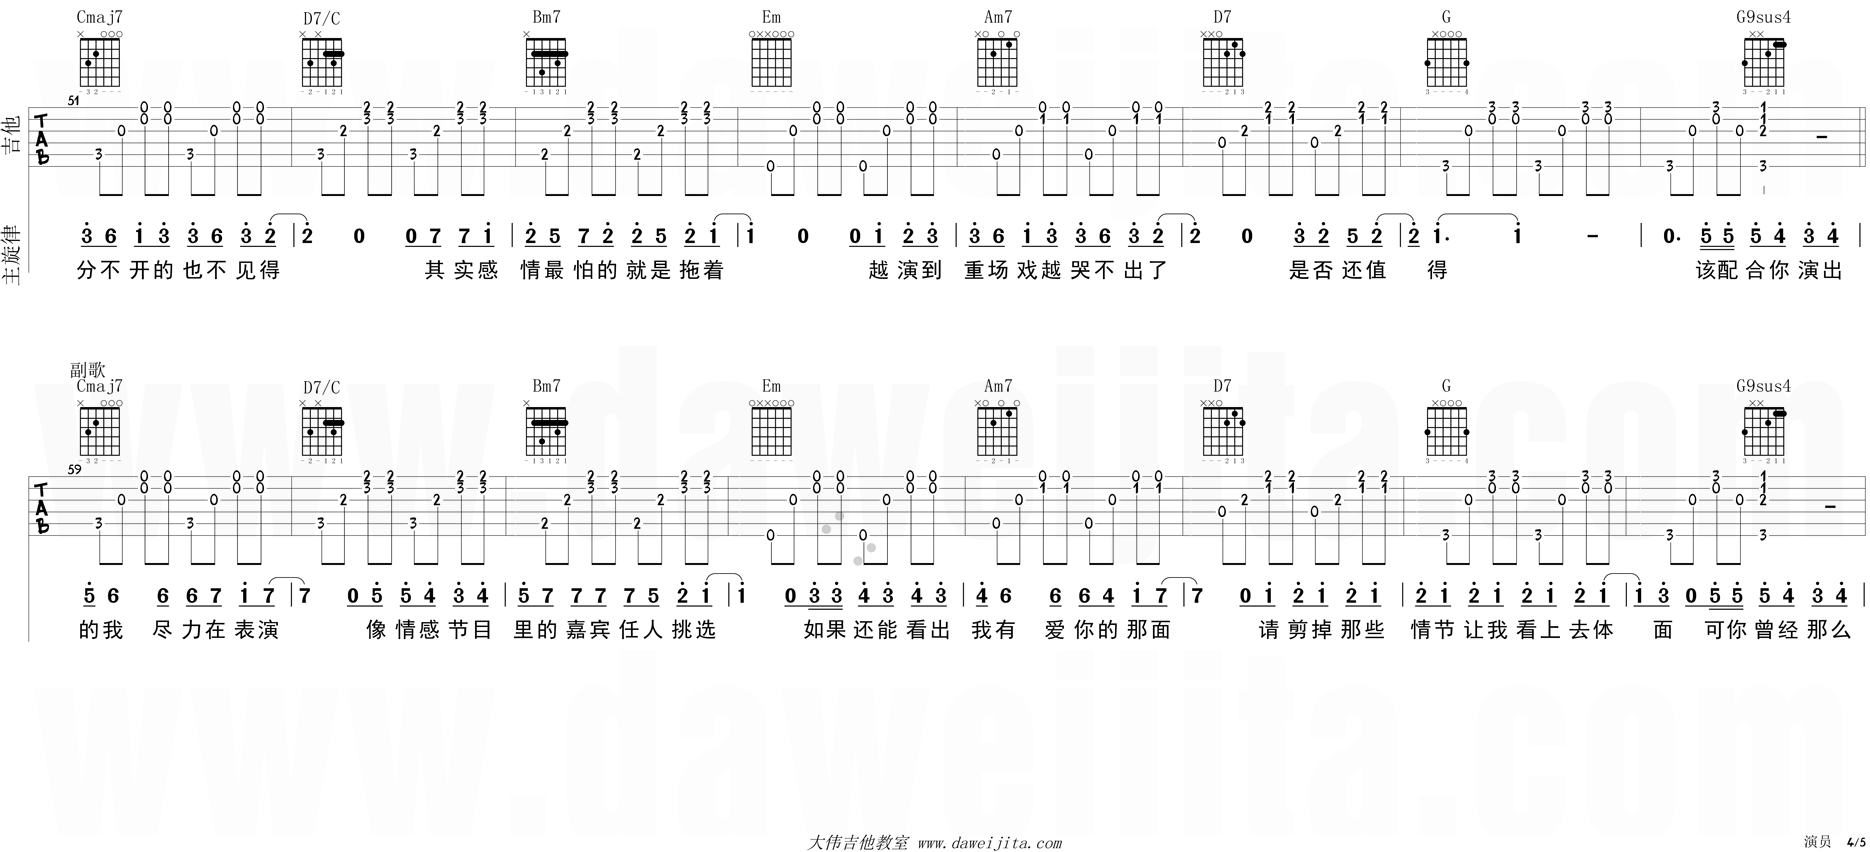 Cmaj7 D7/C Bm7 Em Am7 D7 G G9sus4
51
吉他 TAB
主旋律 3 6 1 3 3 6 3 2 | 2 0 0 7 7 1 | 2 5 7 2 2 5 2 1 | 1 0 0 1 2 3 | 3 6 1 3 3 6 3 2 | 2 0 3 2 5 2 | 2 1. 1 - | 0. 5 5 5 4 3 4 |
分不 开的 也不 见得 其 实感 情最 怕的 就是 拖着 越 演到 重场 戏越 哭不 出了 是否 还值 得 该配 合你 演出
副歌
Cmaj7 D7/C Bm7 Em Am7 D7 G G9sus4
59
TAB
5 6 6 6 7 1 7 | 7 0 5 5 4 3 4 | 5 7 7 7 7 5 2 1 | 1 0 3 3 4 3 4 3 | 4 6 6 6 4 1 7 | 7 0 1 2 1 2 1 | 2 1 2 1 2 1 2 1 | 1 3 0 5 5 5 4 3 4 |
的我 尽 力在 表演 像 情感 节目 里的 嘉宾 任人 挑选 如果 还能 看出 我有 爱 你的 那面 请 剪掉 那些 情节 让我 看上 去体 面 可你 曾经 那么
大伟吉他教室 www.daweijita.com
演员 4/5